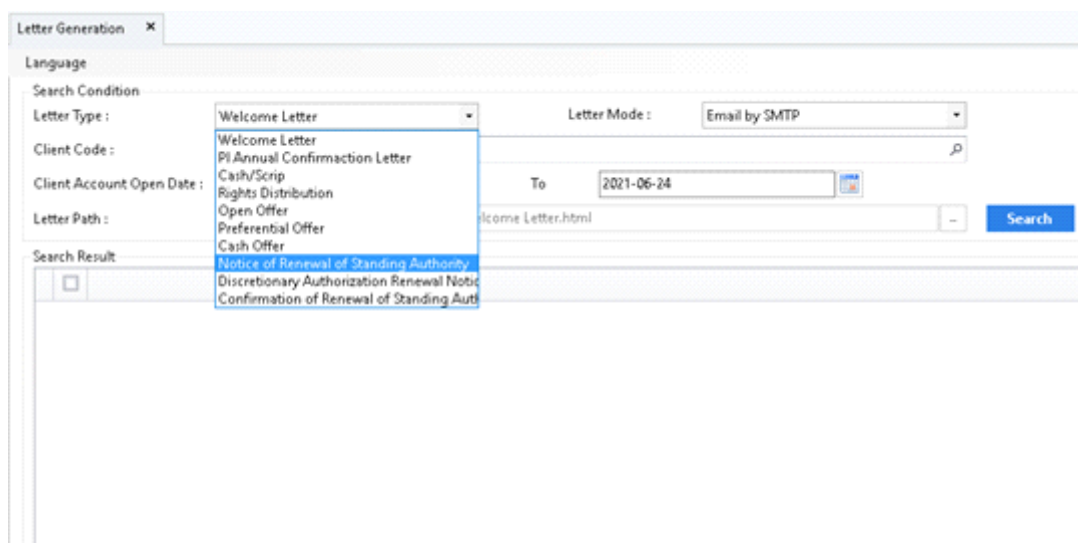 Letter Generation ×
Language
Search Condition
Letter Type : Welcome Letter Letter Mode : Email by SMTP
Welcome Letter
Client Code :
PI Annual Confirmaction Letter
Cash/Scrip
Client Account Open Date : To 2021-06-24
Rights Distribution
Open Offer
Letter Path : elcome Letter.html ... Search
Preferential Offer
Cash Offer
Search Result
Notice of Renewal of Standing Authority
Discretionary Authorization Renewal Notic
Confirmation of Renewal of Standing Auth